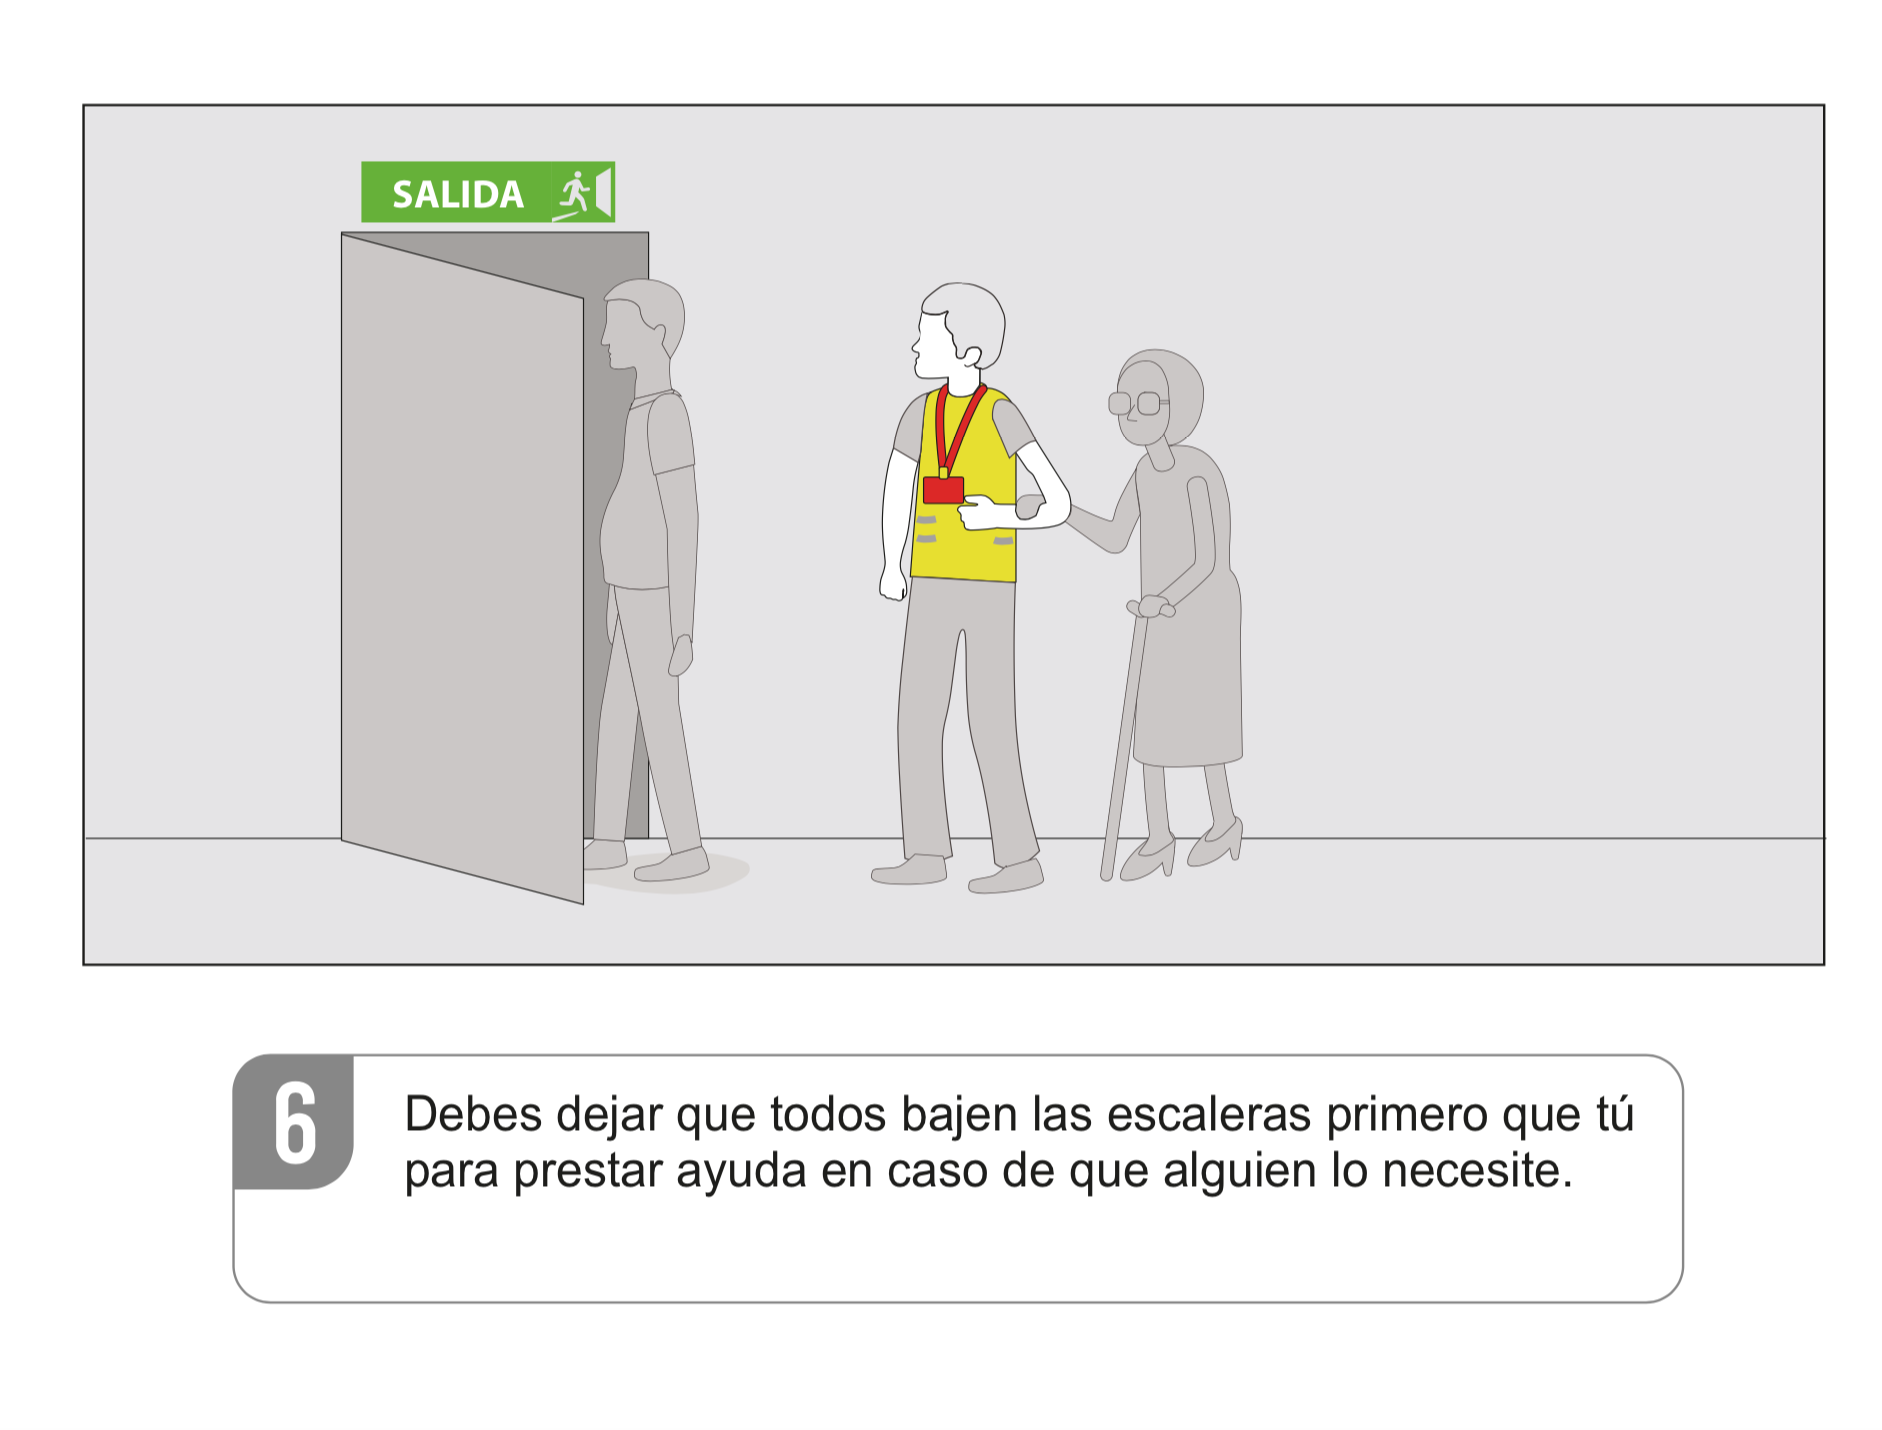 SALIDA
6
Debes dejar que todos bajen las escaleras primero que tú
para prestar ayuda en caso de que alguien lo necesite.